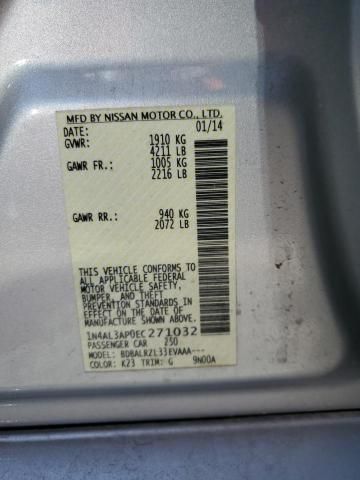 MFD BY NISSAN MOTOR CO., LTD.
DATE: 01/14
GVWR: 1910 KG
4211 LB
GAWR FR.: 1005 KG
2216 LB
GAWR RR.: 940 KG
2072 LB
THIS VEHICLE CONFORMS TO ALL
APPLICABLE FEDERAL MOTOR
VEHICLE SAFETY, BUMPER, AND THEFT
PREVENTION STANDARDS IN EFFECT ON
THE DATE OF MANUFACTURE
SHOWN ABOVE.
1N4AL3AP0EC271032
PASSENGER CAR 250
MODEL: BDBALRZL33EVAAA---
COLOR: K23 TRIM: G 9N00A